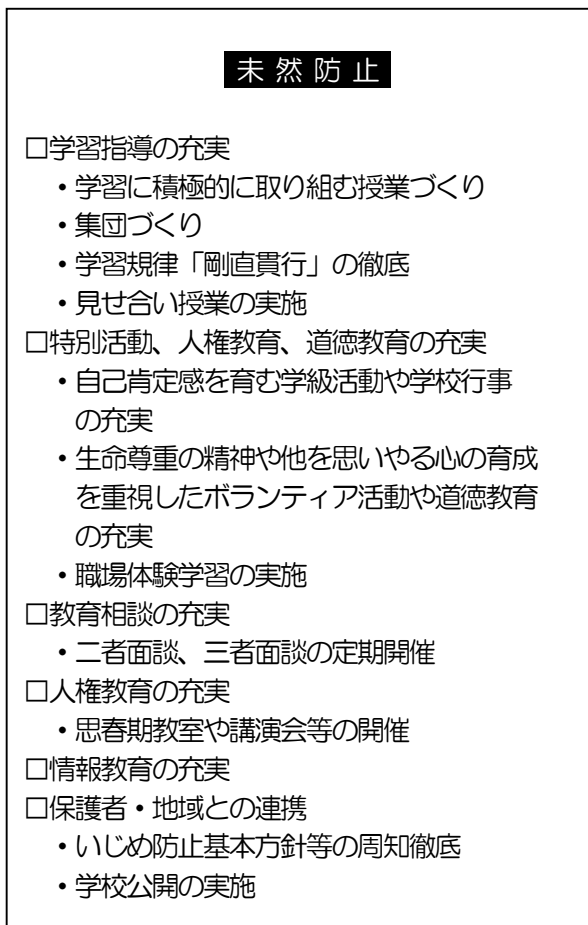 未然防止
□学習指導の充実
・学習に積極的に取り組む授業づくり
・集団づくり
・学習規律「剛直貫行」の徹底
・見せ合い授業の実施
□特別活動、人権教育、道徳教育の充実
・自己肯定感を育む学級活動や学校行事
の充実
・生命尊重の精神や他を思いやる心の育成
を重視したボランティア活動や道徳教育
の充実
・職場体験学習の実施
□教育相談の充実
・二者面談、三者面談の定期開催
□人権教育の充実
・思春期教室や講演会等の開催
□情報教育の充実
□保護者・地域との連携
・いじめ防止基本方針等の周知徹底
・学校公開の実施